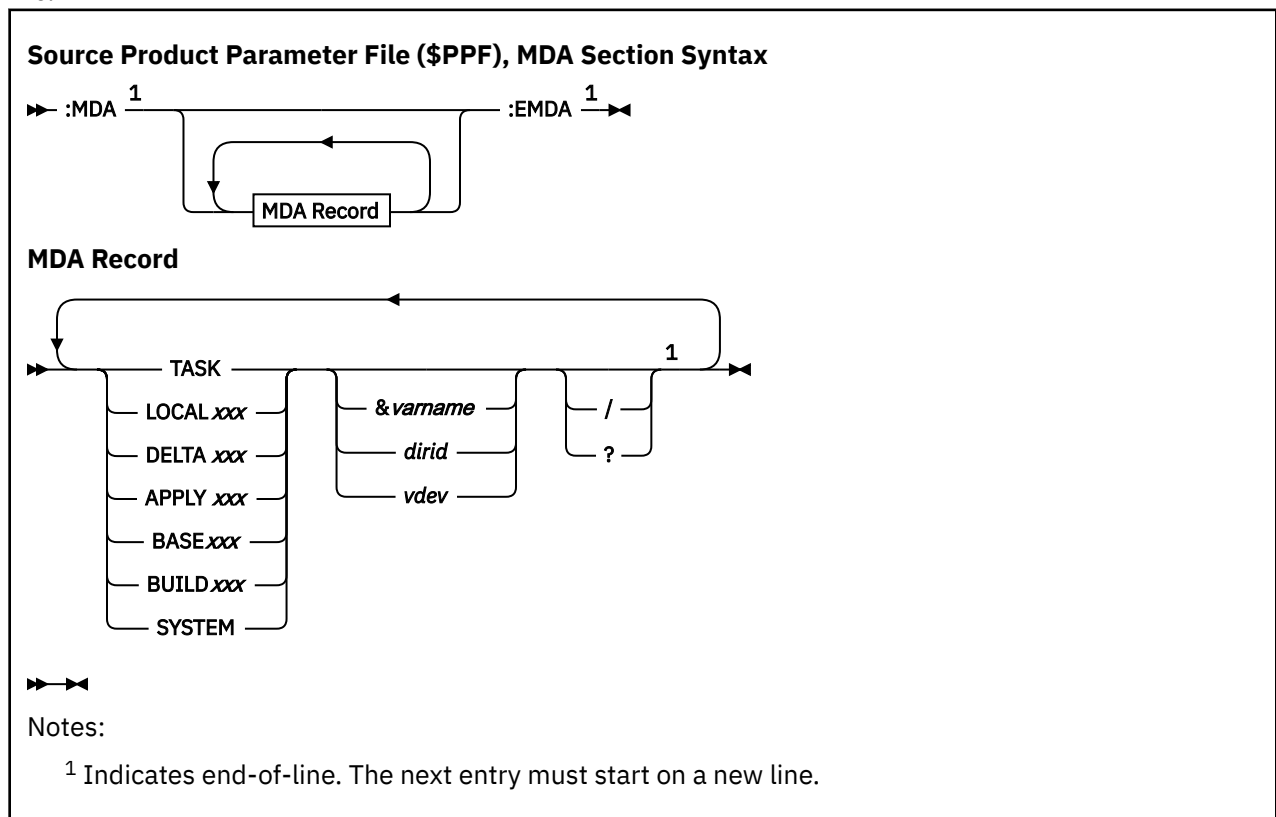 Source Product Parameter File ($PPF), MDA Section Syntax
:MDA 1 :EMDA 1
MDA Record
MDA Record
TASK 1
LOCAL xxx &varname /
DELTA xxx dirid ?
APPLY xxx vdev
BASE xxx
BUILD xxx
SYSTEM
Notes:
1 Indicates end-of-line. The next entry must start on a new line.